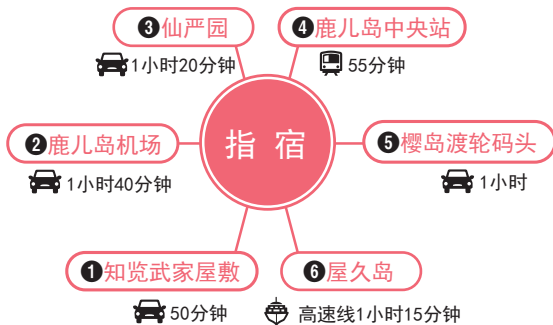 ❸仙严园
1小时20分钟
❹鹿儿岛中央站
55分钟
❷鹿儿岛机场
1小时40分钟
指宿
❺樱岛渡轮码头
1小时
❶知览武家屋敷
50分钟
❻屋久岛
高速线1小时15分钟